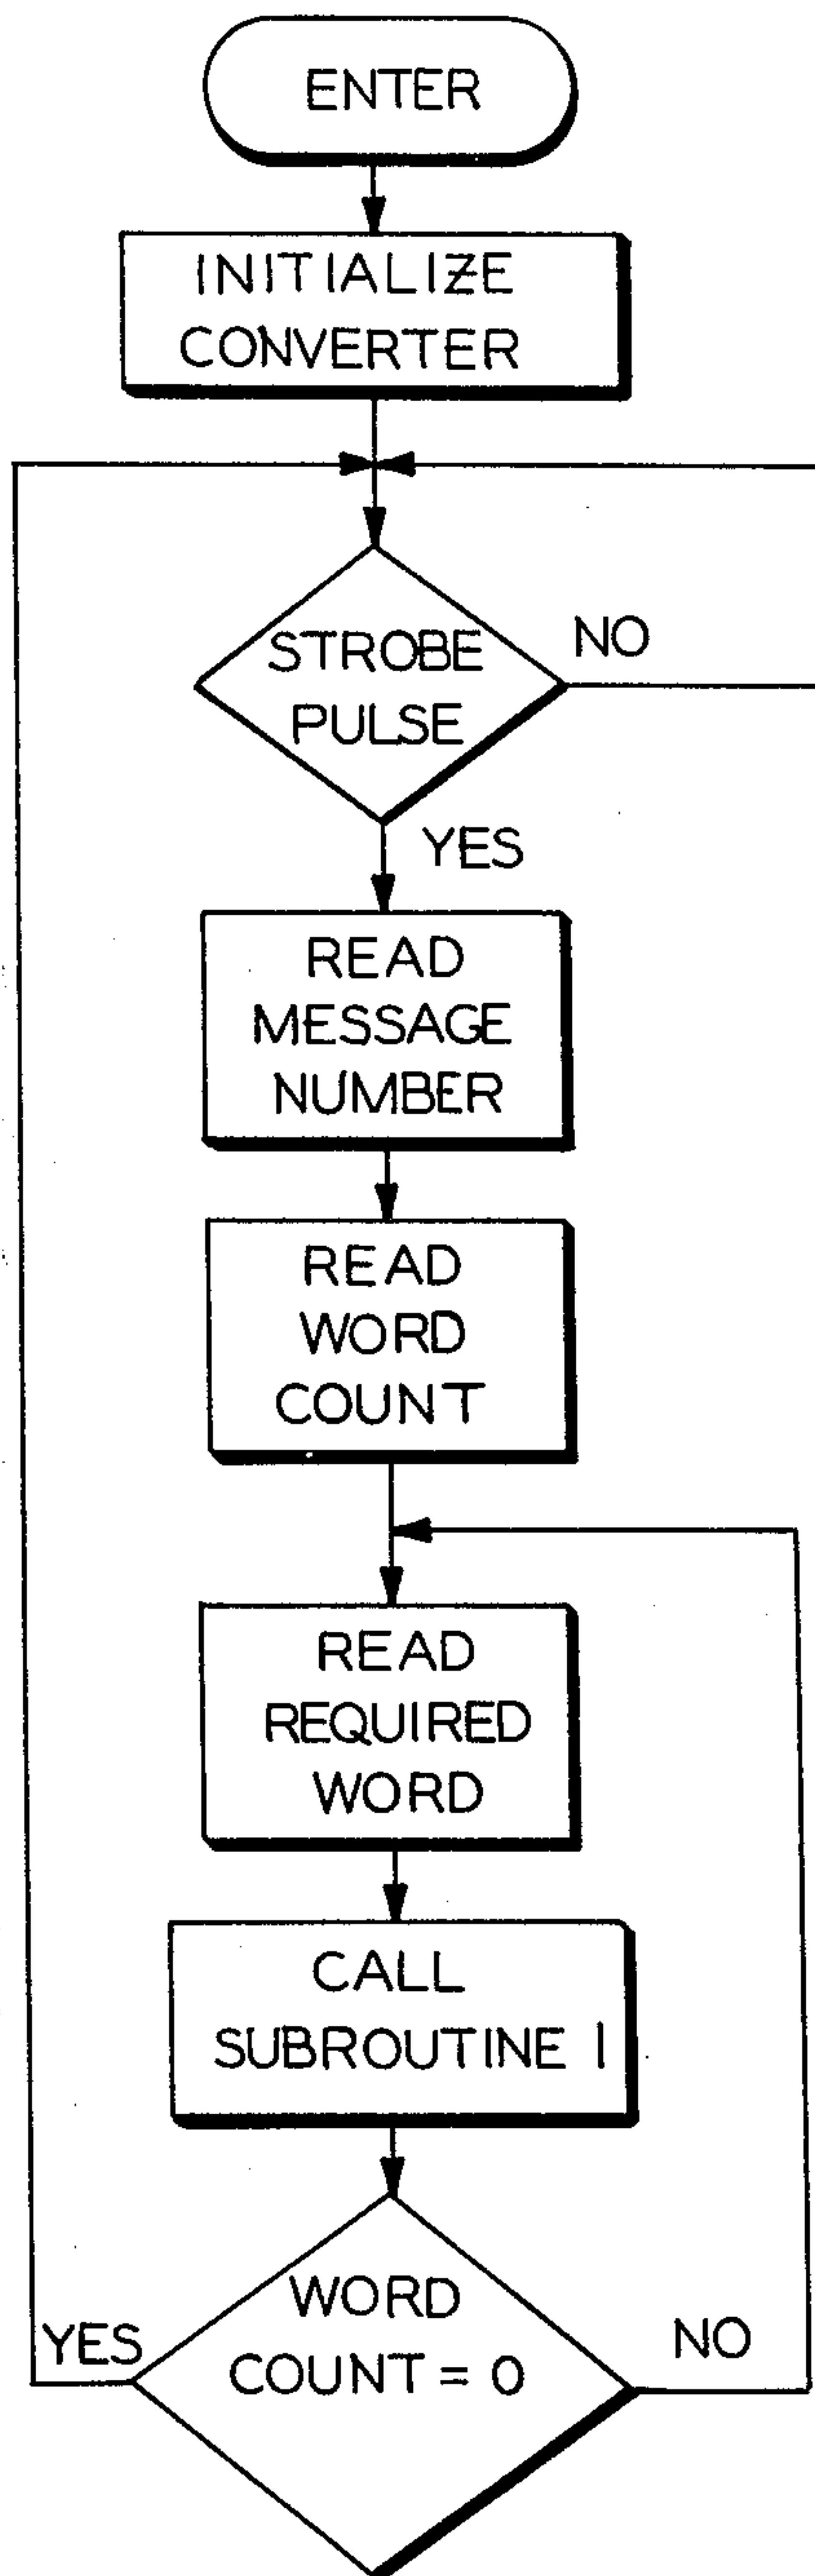 ENTER
INITIALIZE
CONVERTER
STROBE
PULSE
NO
YES
READ
MESSAGE
NUMBER
READ
WORD
COUNT
READ
REQUIRED
WORD
CALL
SUBROUTINE 1
WORD
COUNT = 0
YES
NO